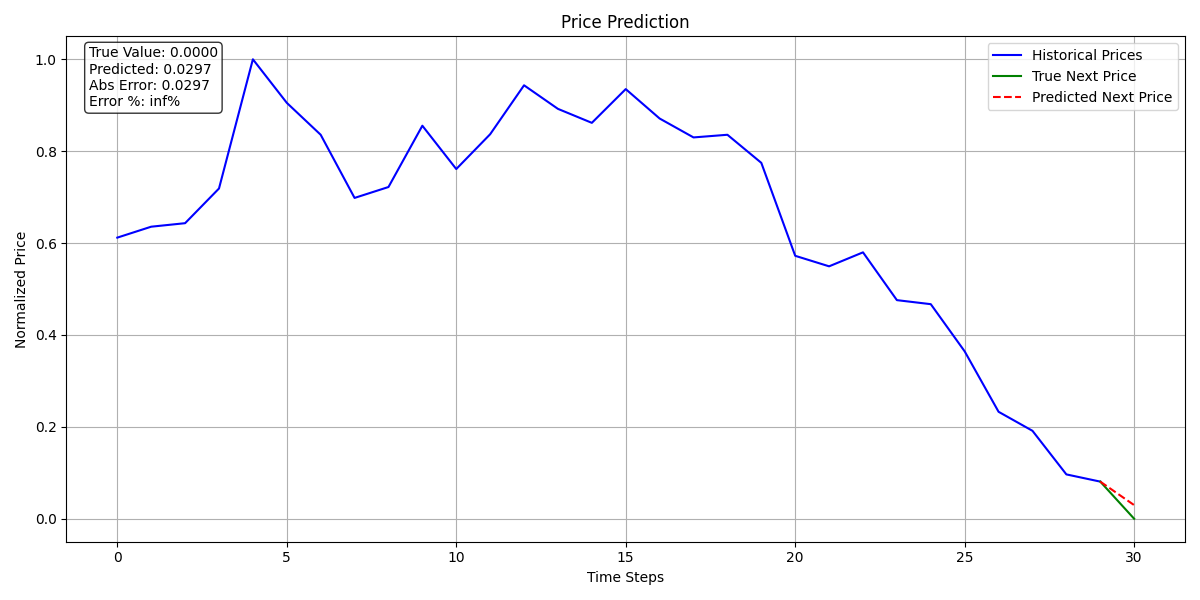 Price Prediction
True Value: 0.0000
Predicted: 0.0297
Abs Error: 0.0297
Error %: inf%
Historical Prices
True Next Price
Predicted Next Price
Normalized Price
1.0
0.8
0.6
0.4
0.2
0.0
0
5
10
15
20
25
30
Time Steps